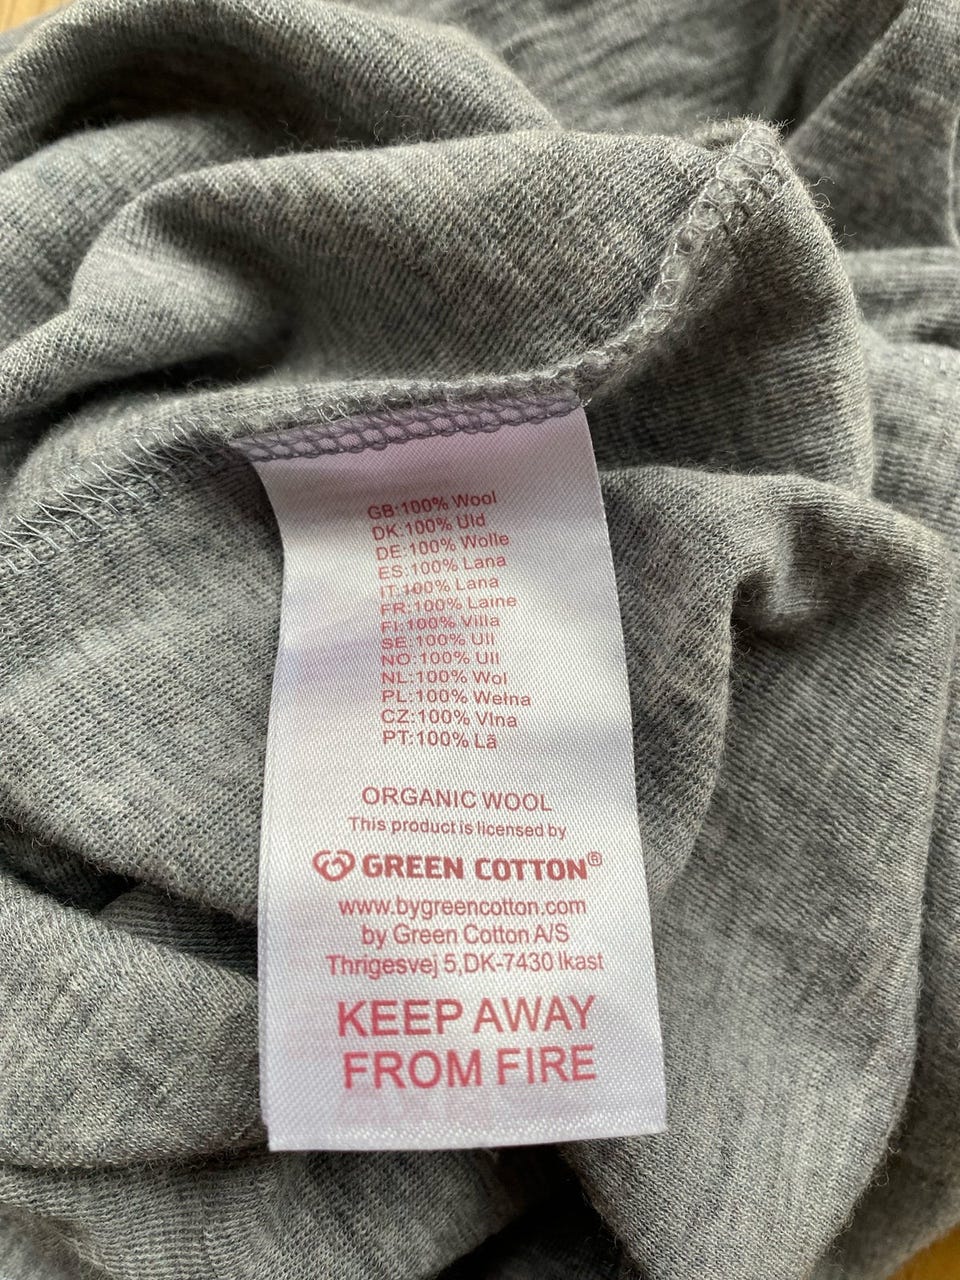 GB:100% Wool
DK:100% Uld
DE:100% Wolle
ES:100% Lana
IT:100% Lana
FR:100% Laine
FI:100% Villa
SE:100% Ull
NO:100% Ull
NL:100% Wol
PL:100% Wełna
CZ:100% Vlna
PT:100% Lã
ORGANIC WOOL
This product is licensed by
GREEN COTTON®
www.bygreencotton.com
by Green Cotton A/S
Thrigesvej 5,DK-7430 Ikast
KEEP AWAY
FROM FIRE